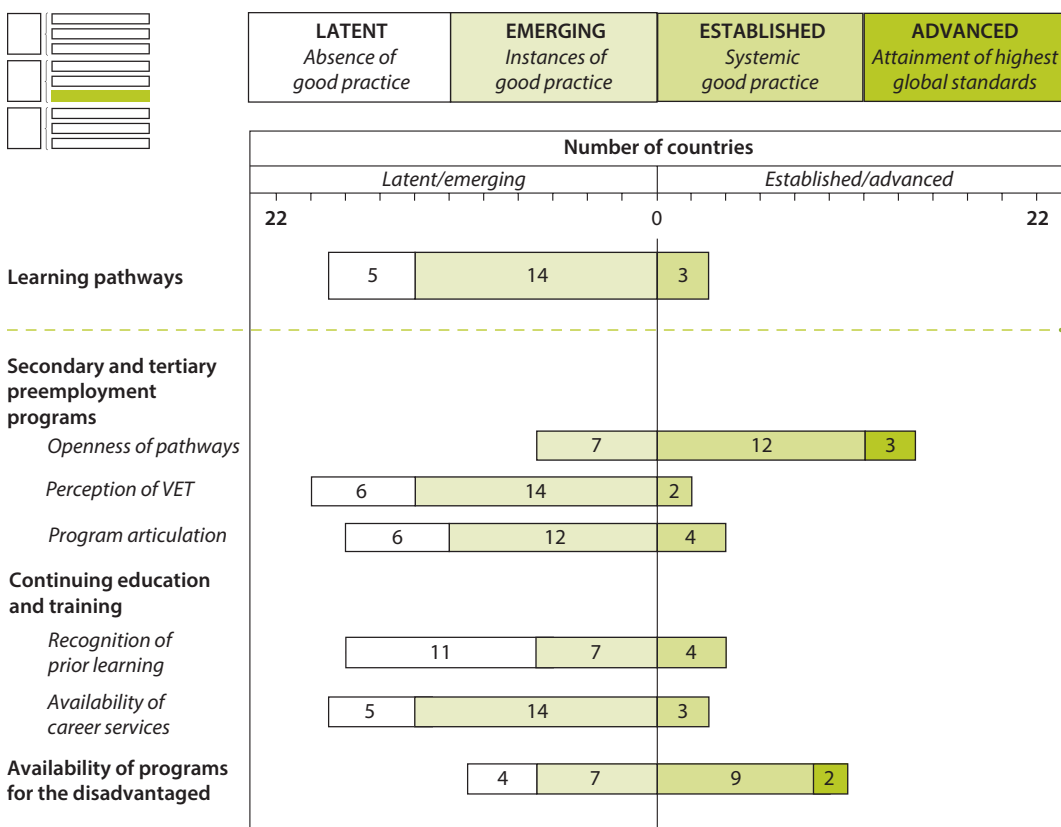 LATENT
Absence of
good practice
EMERGING
Instances of
good practice
ESTABLISHED
Systemic
good practice
ADVANCED
Attainment of highest
global standards
Number of countries
Latent/emerging
Established/advanced
22 0 22
Learning pathways
5 14 3
Secondary and tertiary
preemployment
programs
Openness of pathways
7 12 3
Perception of VET
6 14 2
Program articulation
6 12 4
Continuing education
and training
Recognition of
prior learning
11 7 4
Availability of
career services
5 14 3
Availability of programs
for the disadvantaged
4 7 9 2